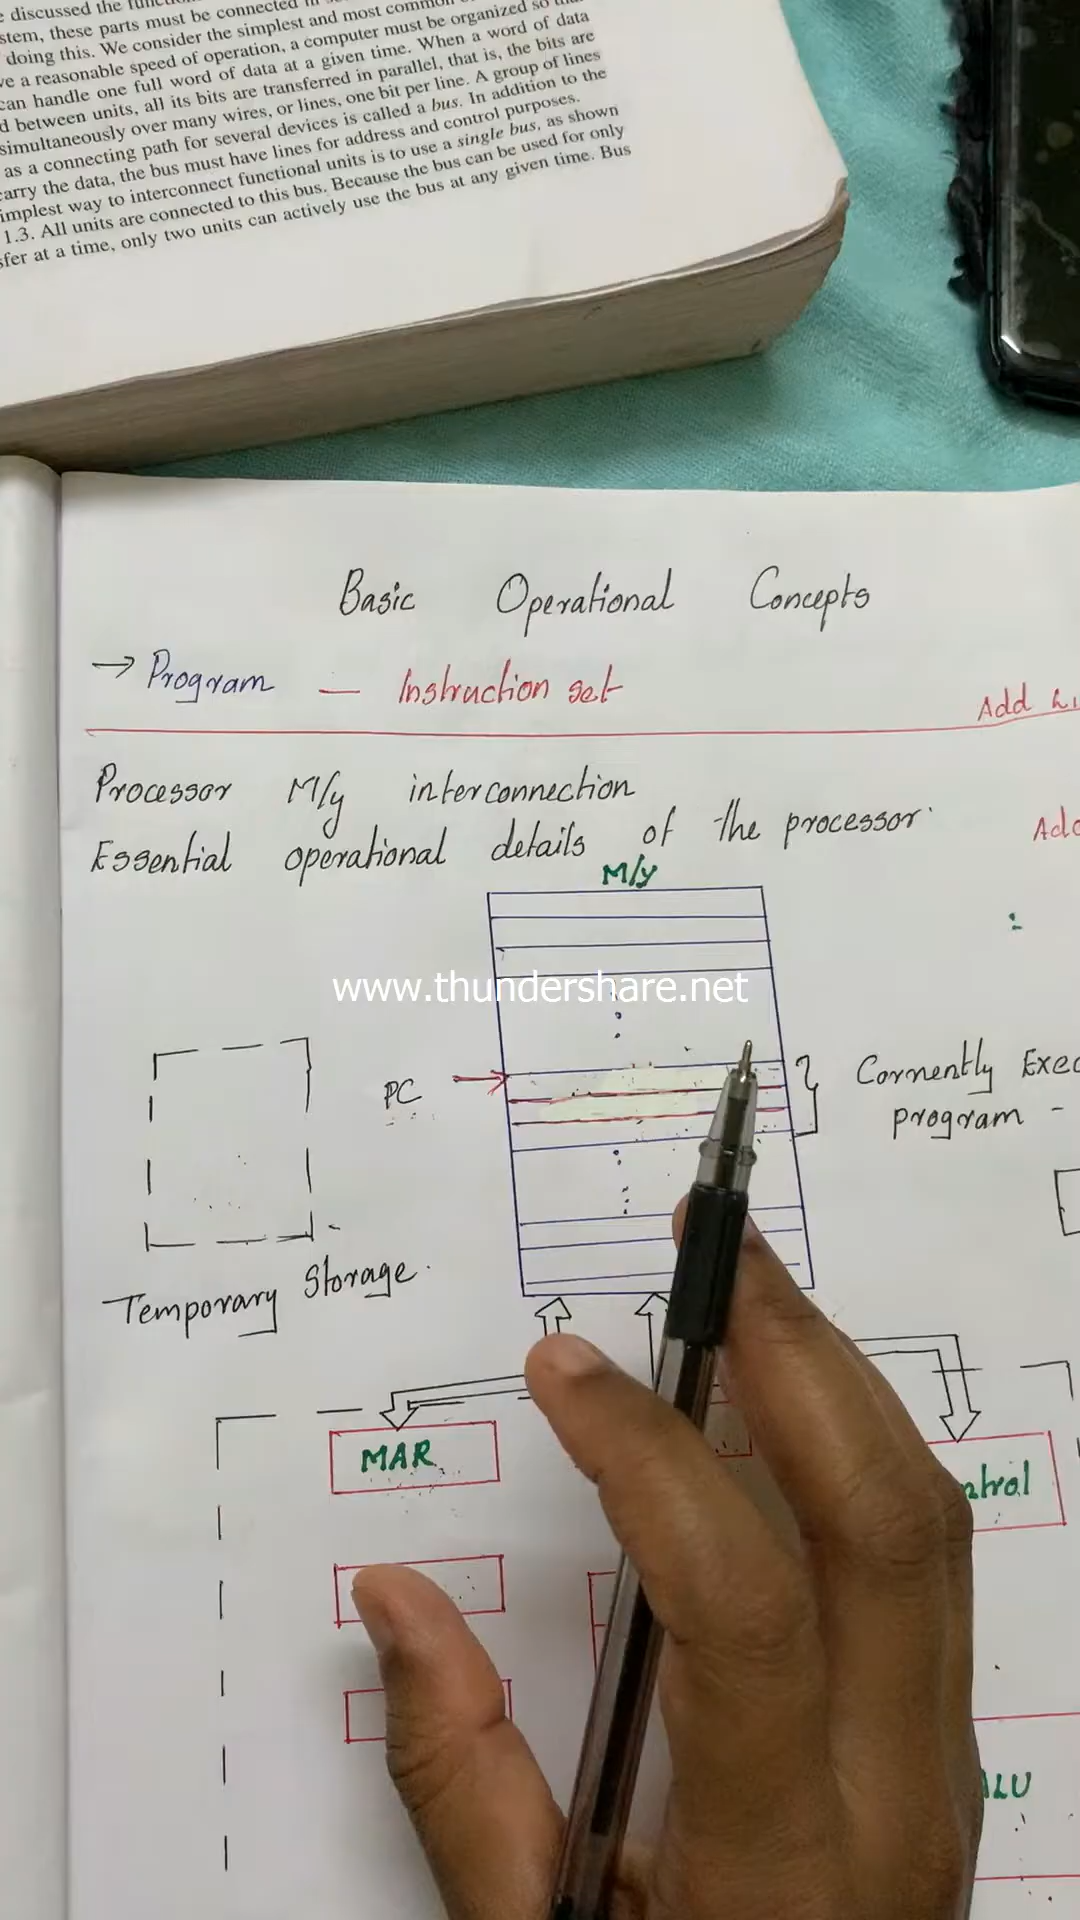 discussed the
stem, these parts must be connected in
doing this. We consider the simplest and most common
ve a reasonable speed of operation, a computer must be organized so
can handle one full word of data at a given time. When a word of data
d between units, all its bits are transferred in parallel, that is, the bits are
simultaneously over many wires, or lines, one bit per line. A group of lines
as a connecting path for several devices is called a bus. In addition to the
carry the data, the bus must have lines for address and control purposes.
implest way to interconnect functional units is to use a single bus, as shown
1.3. All units are connected to this bus. Because the bus can be used for only
sfer at a time, only two units can actively use the bus at any given time. Bus
Basic Operational Concepts
→ Program — Instruction set
Add
Processor M/y interconnection
Essential operational details of the processor.
Add
M/y
:
www.thundershare.net
PC
Currently Exec
program -
Temporary Storage.
MAR
ntrol
ALU